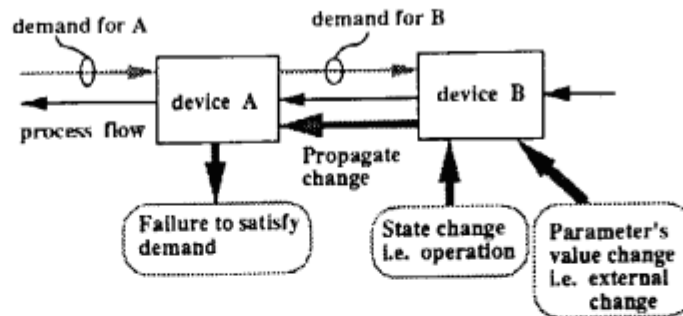 demand for A
demand for B
device A
device B
process flow
Propagate
change
Failure to satisfy
demand
State change
i.e. operation
Parameter's
value change
i.e. external
change